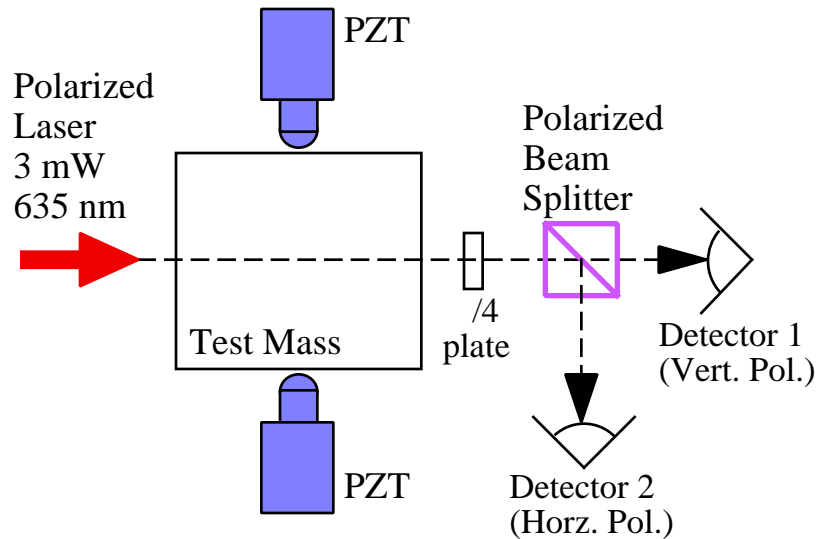 PZT
Polarized
Laser
3 mW
635 nm
Polarized
Beam
Splitter
Test Mass
/4
plate
Detector 1
(Vert. Pol.)
PZT
Detector 2
(Horz. Pol.)